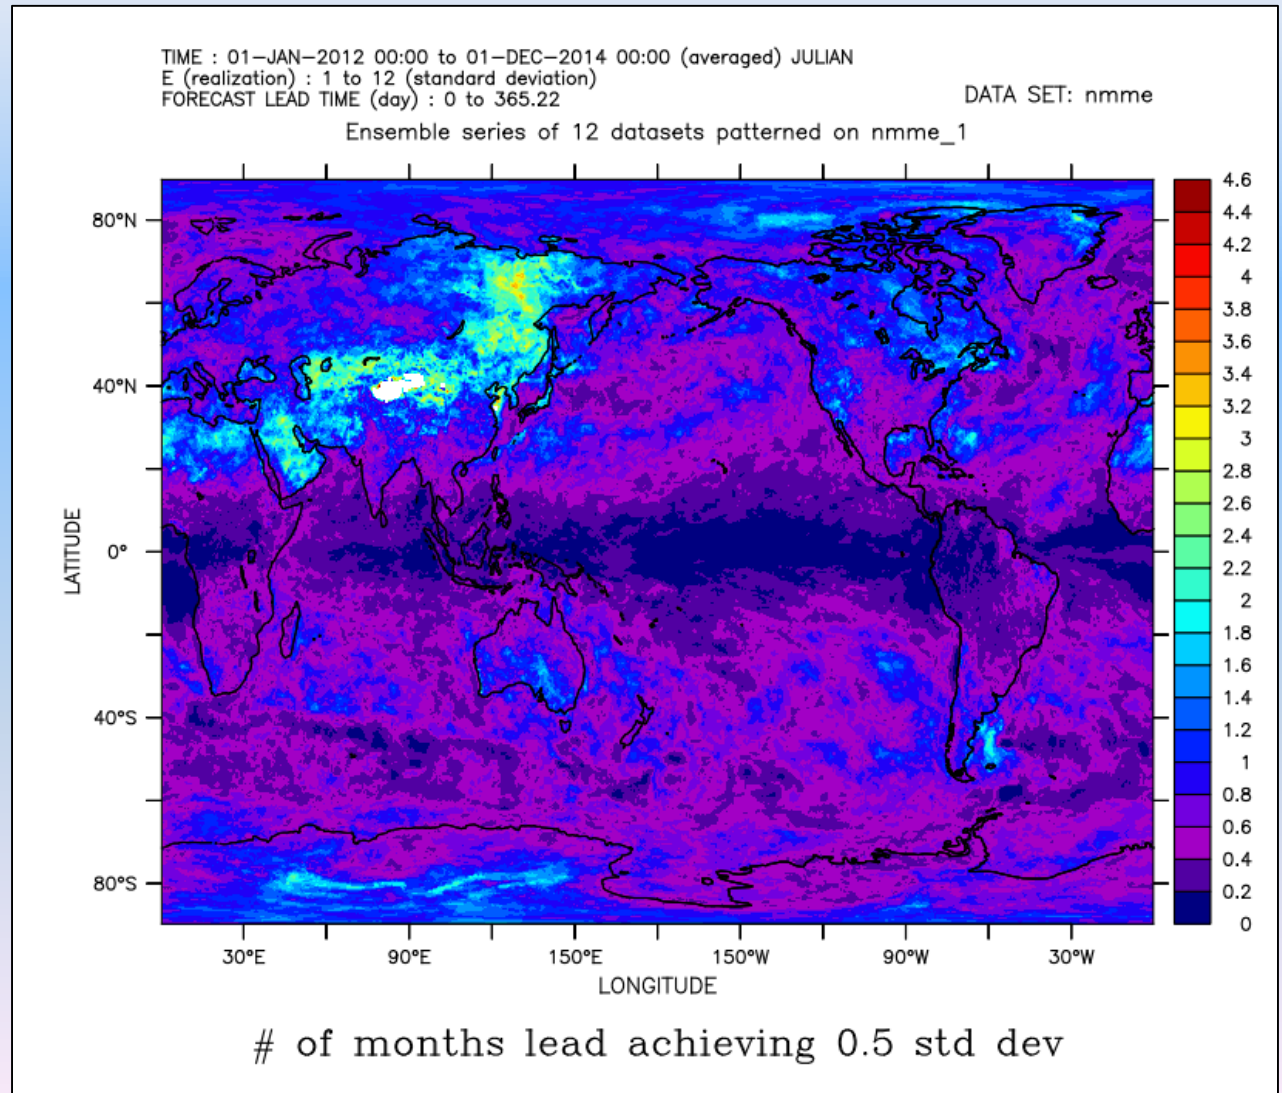 TIME : 01-JAN-2012 00:00 to 01-DEC-2014 00:00 (averaged) JULIAN
E (realization) : 1 to 12 (standard deviation)
FORECAST LEAD TIME (day) : 0 to 365.22
DATA SET: nmme
Ensemble series of 12 datasets patterned on nmme_1
4.6
4.4
4.2
4
3.8
3.6
3.4
3.2
3
2.8
2.6
2.4
2.2
2
1.8
1.6
1.4
1.2
1
0.8
0.6
0.4
0.2
0
80°N
40°N
0°
40°S
80°S
LATITUDE
30°E 90°E 150°E 150°W 90°W 30°W
LONGITUDE
# of months lead achieving 0.5 std dev